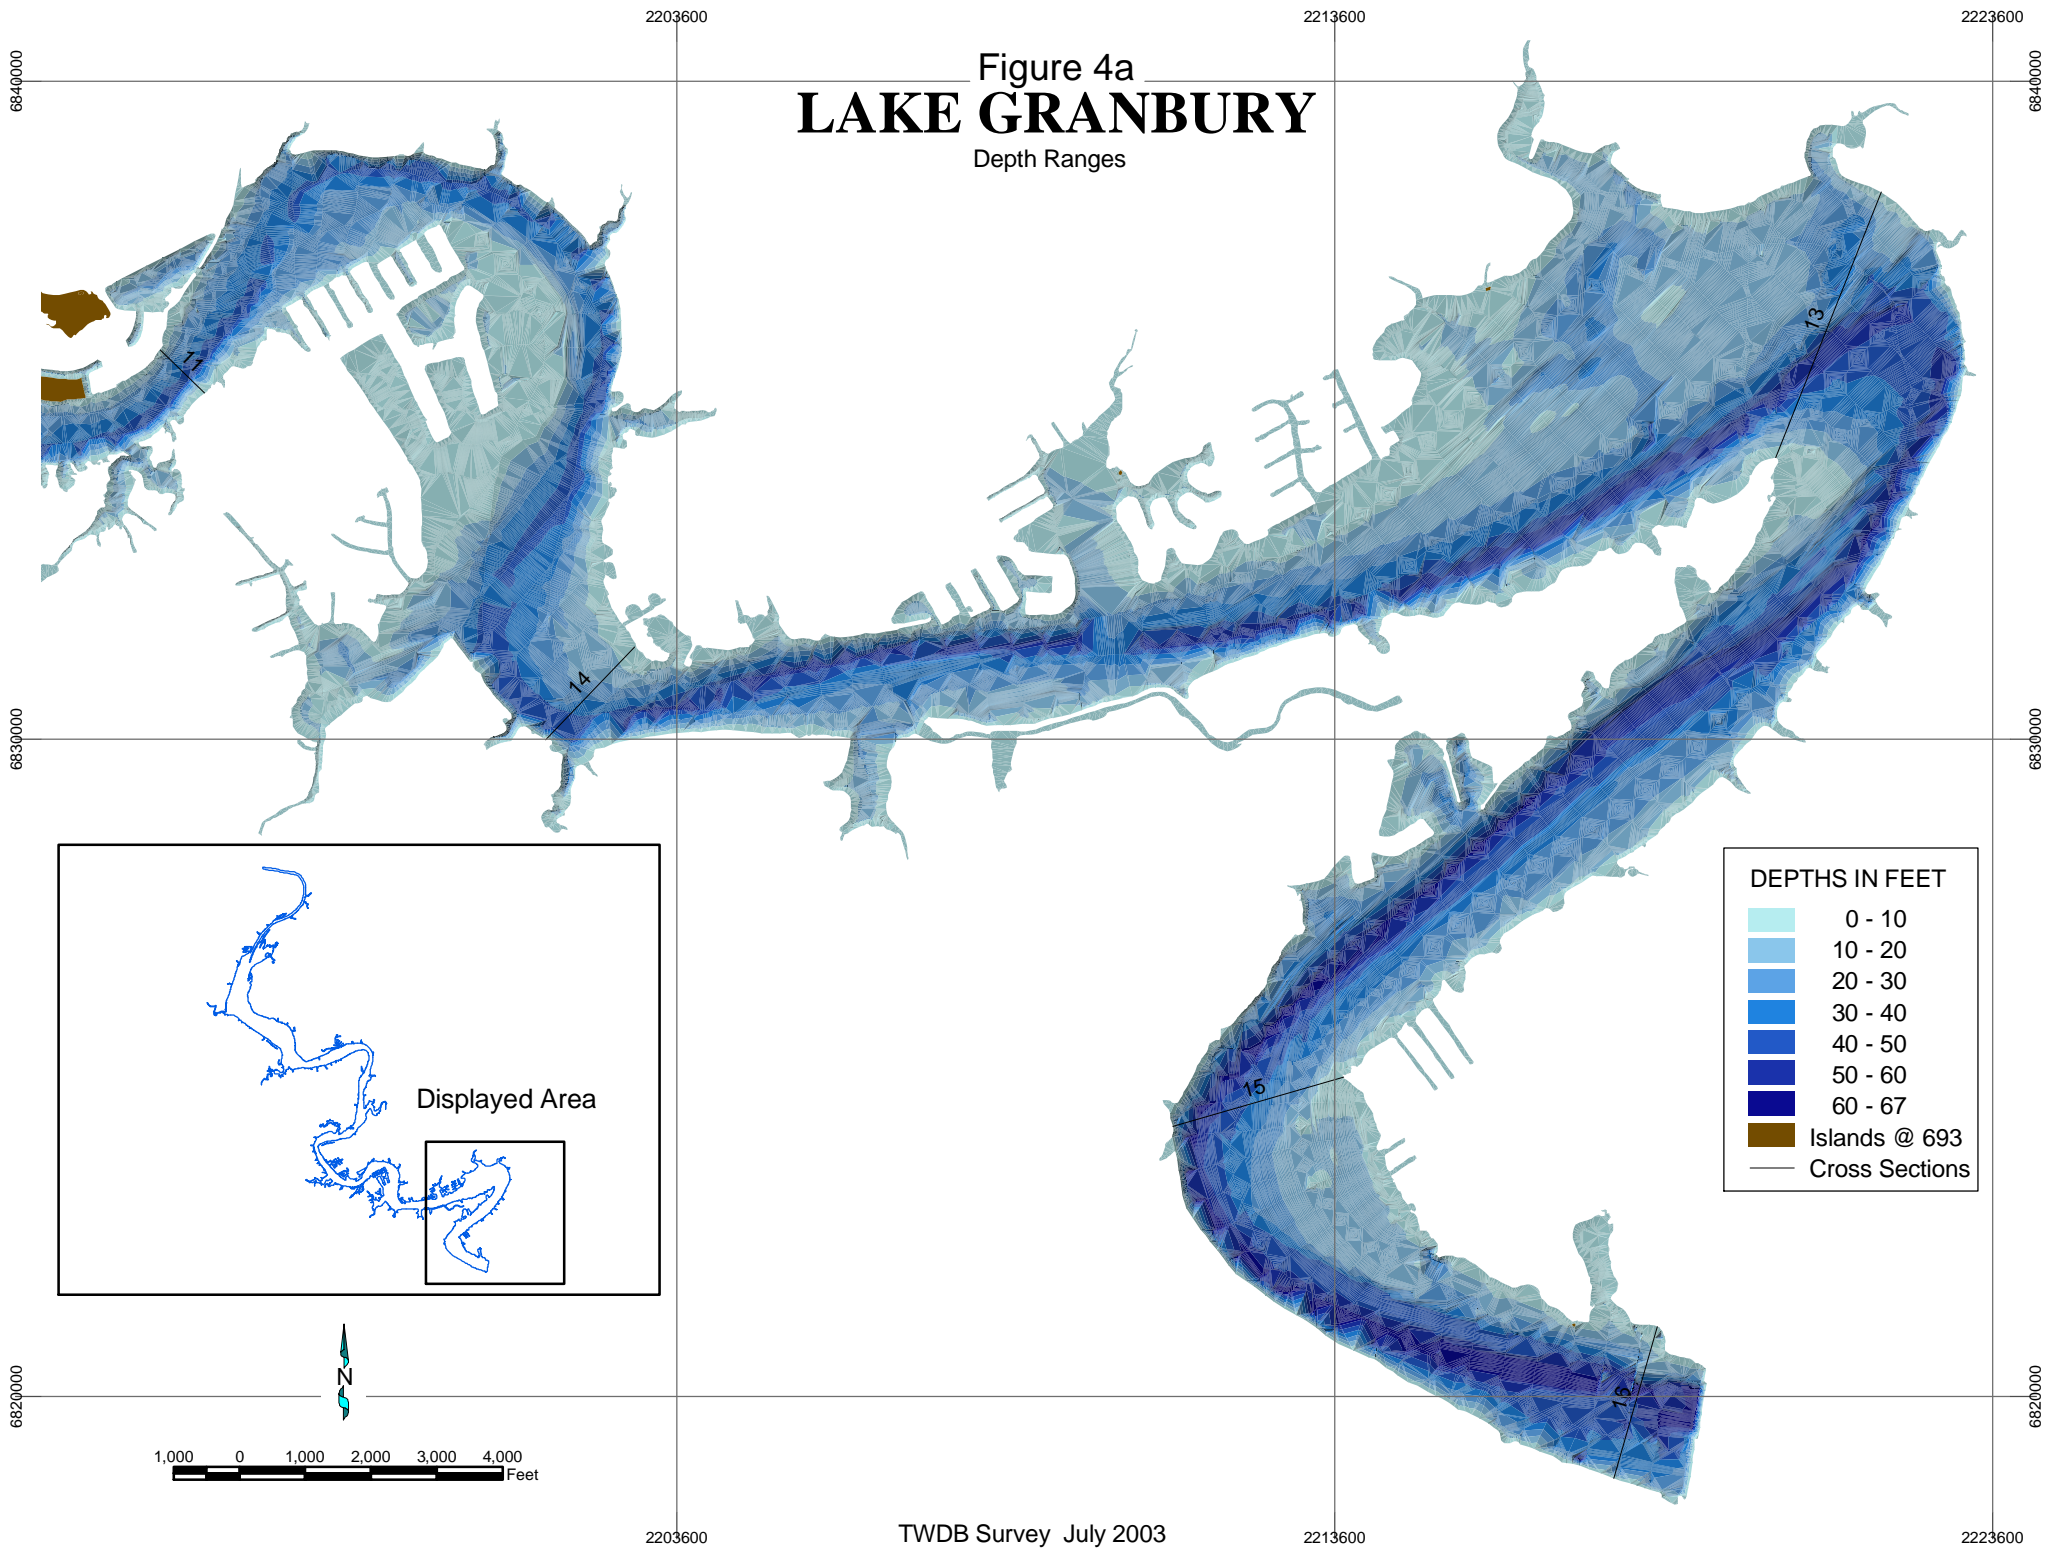 2203600
2213600
2223600
6840000
6840000
Figure 4a
LAKE GRANBURY
Depth Ranges
13
11
14
6830000
6830000
DEPTHS IN FEET
0 - 10
10 - 20
20 - 30
30 - 40
40 - 50
50 - 60
60 - 67
Islands @ 693
Cross Sections
Displayed Area
15
N
6820000
6820000
16
1,000 0 1,000 2,000 3,000 4,000
Feet
TWDB Survey July 2003
2203600
2213600
2223600